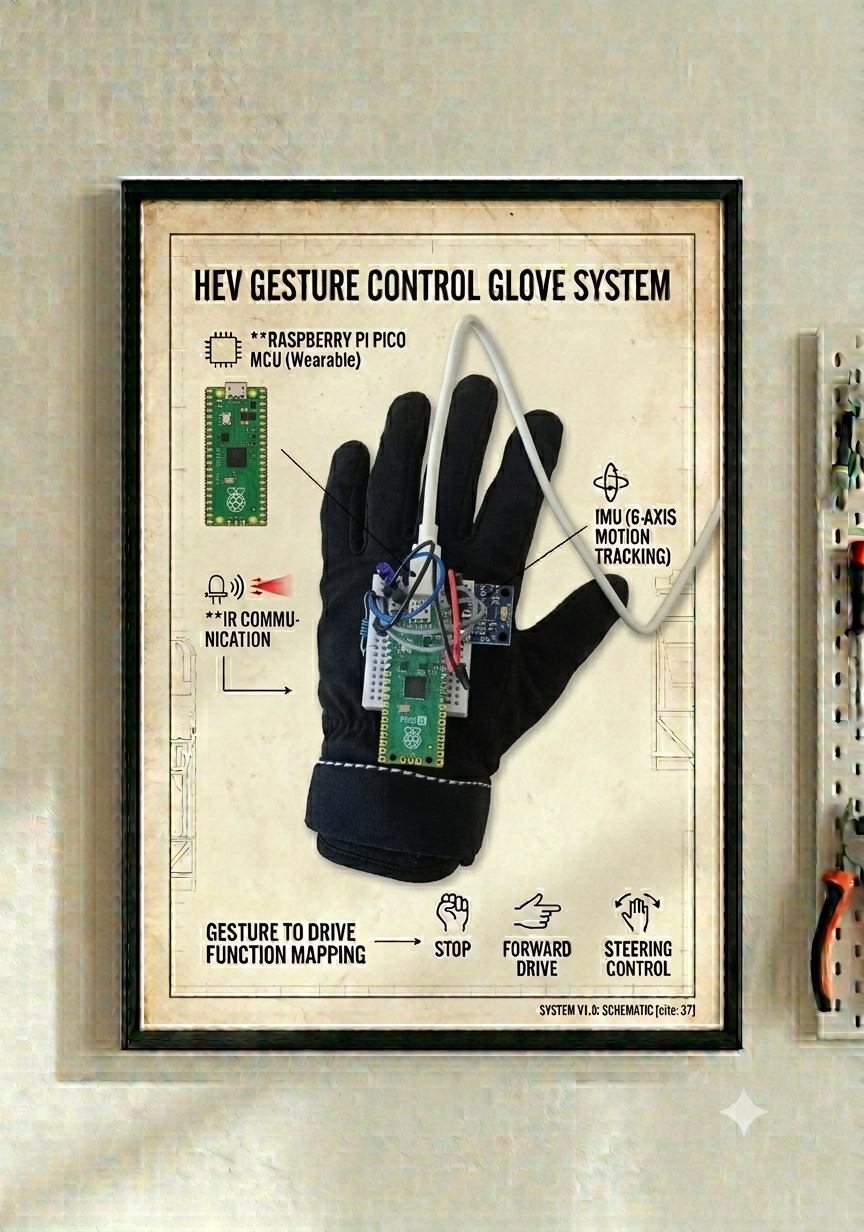 HEV GESTURE CONTROL GLOVE SYSTEM
**RASPBERRY PI PICO
MCU (Wearable)
IMU (6-AXIS
MOTION
TRACKING)
**IR COMMU-
NICATION
GESTURE TO DRIVE
FUNCTION MAPPING
STOP
FORWARD
DRIVE
STEERING
CONTROL
SYSTEM V1.0: SCHEMATIC [cite: 37]